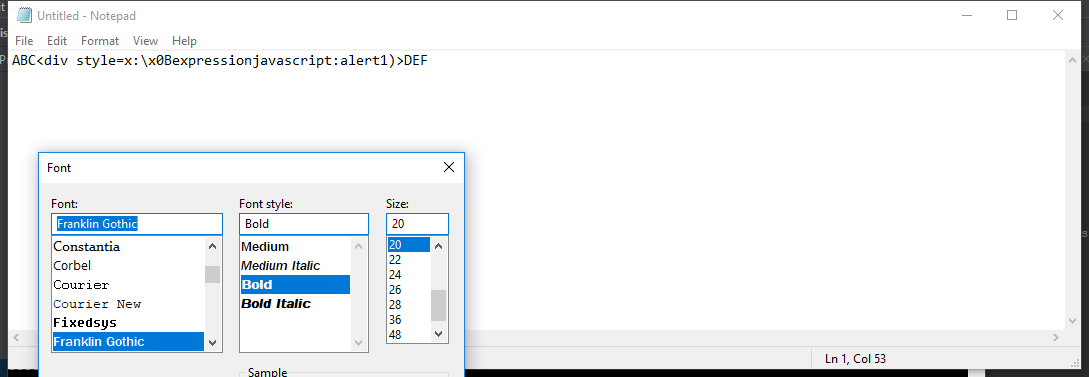 Untitled - Notepad
File Edit Format View Help
ABC<div style=x:\x0Bexpressionjavascript:alert1)>DEF
Font
Font: Font style: Size:
Franklin Gothic Bold 20
Constantia Medium 20
Corbel Medium Italic 22
Courier Bold 24
Courier New Bold Italic 26
Fixedsys 28
Franklin Gothic 36
48
Sample
Ln 1, Col 53